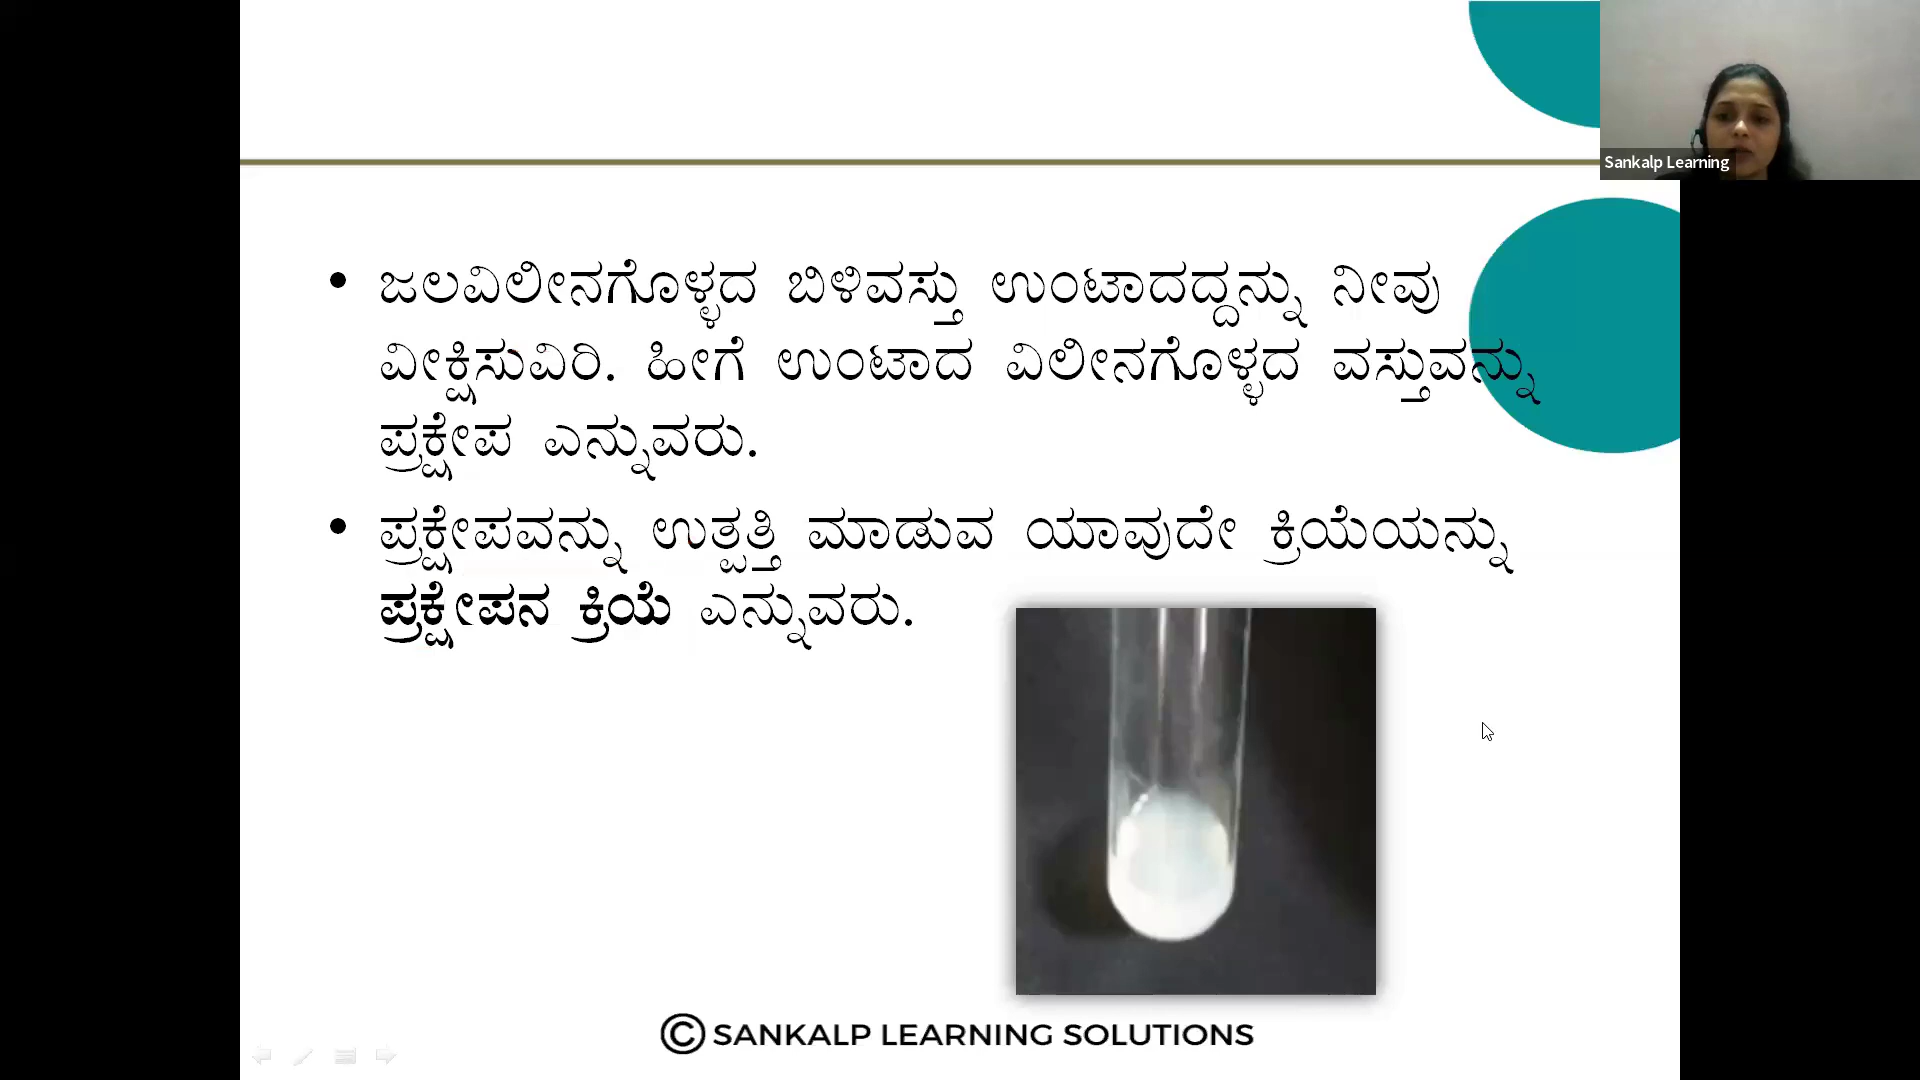 Sankalp Learning
• ಜಲವಿಲೀನಗೊಳ್ಳದ ಬಿಳಿವಸ್ತು ಉಂಟಾದದ್ದನ್ನು ನೀವು
ವೀಕ್ಷಿಸುವಿರಿ. ಹೀಗೆ ಉಂಟಾದ ವಿಲೀನಗೊಳ್ಳದ ವಸ್ತುವನ್ನು
ಪ್ರಕ್ಷೇಪ ಎನ್ನುವರು.
• ಪ್ರಕ್ಷೇಪವನ್ನು ಉತ್ಪತ್ತಿ ಮಾಡುವ ಯಾವುದೇ ಕ್ರಿಯೆಯನ್ನು
ಪ್ರಕ್ಷೇಪನ ಕ್ರಿಯೆ ಎನ್ನುವರು.
© SANKALP LEARNING SOLUTIONS